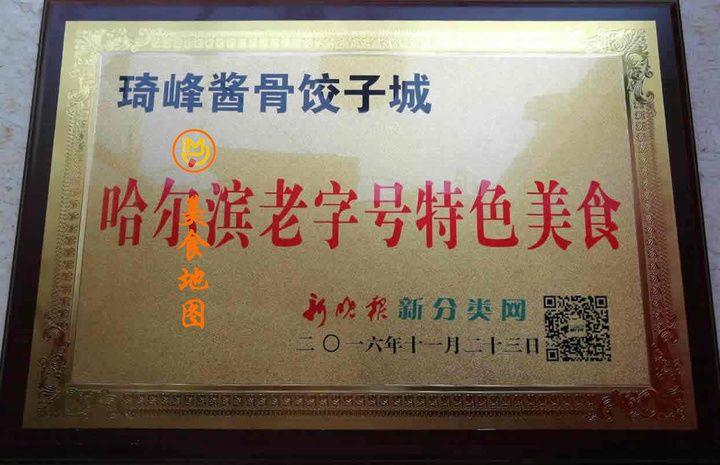 琦峰酱骨饺子城
哈尔滨老字号特色美食
美食地图
新晚报 新分类网
二〇一六年十一月二十三日